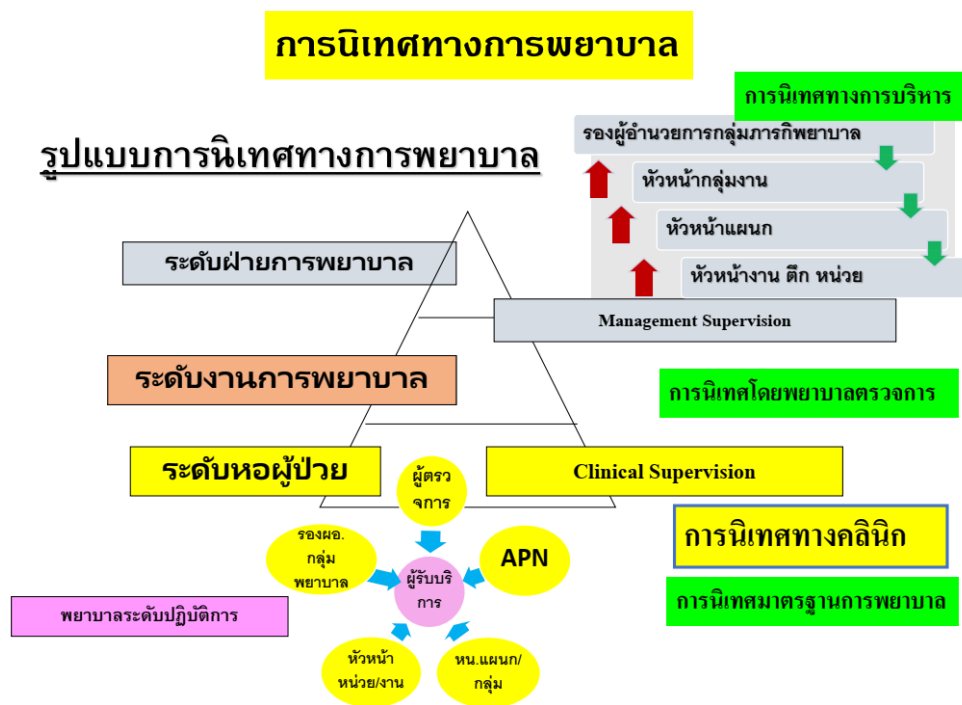 การนิเทศทางการพยาบาล
การนิเทศทางการบริหาร
รูปแบบการนิเทศทางการพยาบาล
รองผู้อำนวยการกลุ่มภารกิพยาบาล
หัวหน้ากลุ่มงาน
หัวหน้าแผนก
หัวหน้างาน ตึก หน่วย
ระดับฝ่ายการพยาบาล
Management Supervision
ระดับงานการพยาบาล
การนิเทศโดยพยาบาลตรวจการ
ระดับหอผู้ป่วย
Clinical Supervision
ผู้ตรว
จการ
การนิเทศทางคลินิก
รองผอ.
กลุ่ม
พยาบาล
APN
ผู้รับบริ
การ
การนิเทศมาตรฐานการพยาบาล
พยาบาลระดับปฏิบัติการ
หัวหน้า
หน่วย/งาน
หน.แผนก/
กลุ่ม